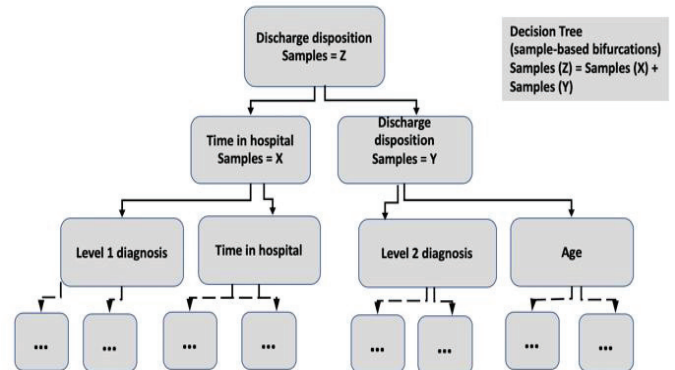 Discharge disposition
Samples = Z
Decision Tree
(sample-based bifurcations)
Samples (Z) = Samples (X) +
Samples (Y)
Time in hospital
Samples = X
Discharge
disposition
Samples = Y
Level 1 diagnosis
Time in hospital
Level 2 diagnosis
Age
...
...
...
...
...
...
...
...